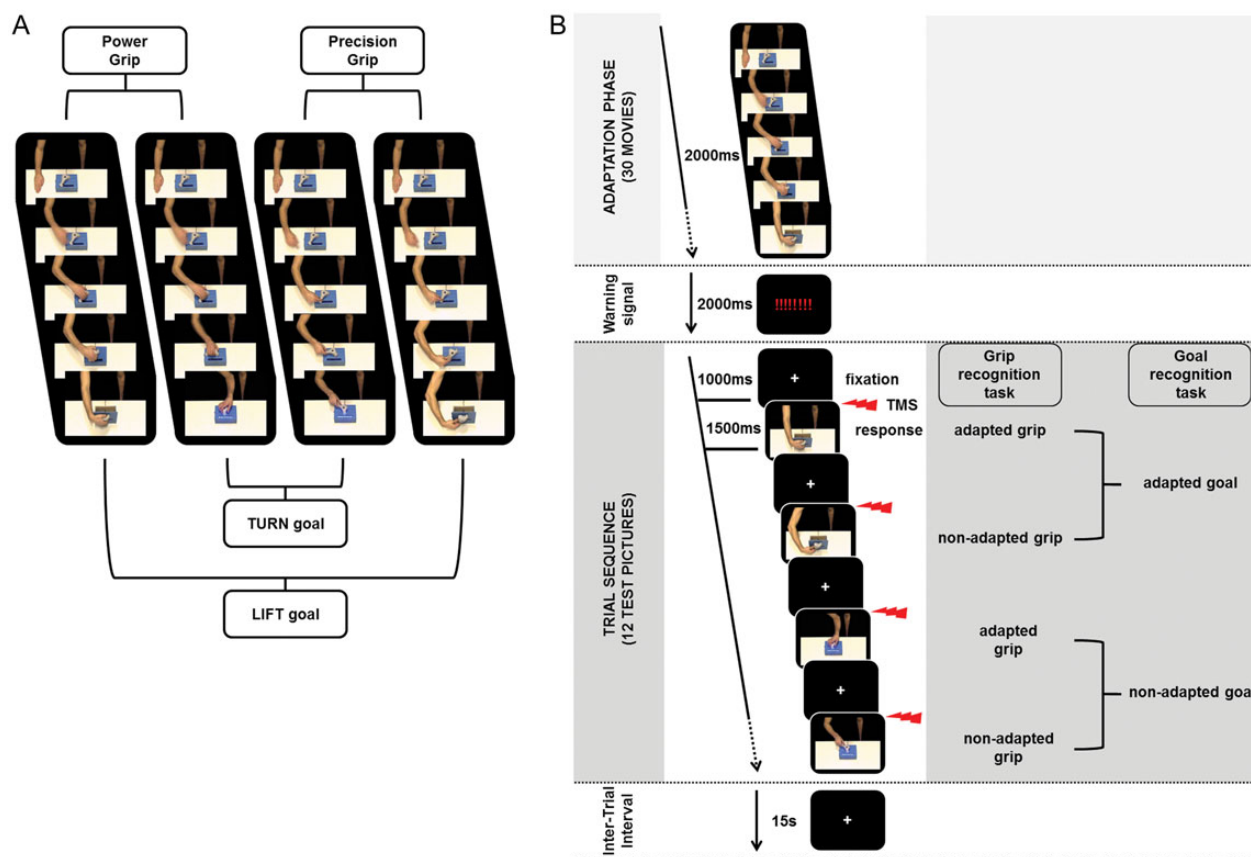 A
Power
Grip
Precision
Grip
TURN goal
LIFT goal
B
ADAPTATION PHASE
(30 MOVIES)
2000ms
Warning
signal
2000ms
!!!!!!!!
TRIAL SEQUENCE
(12 TEST PICTURES)
1000ms
+
fixation
TMS
1500ms
response
+
+
+
Grip
recognition
task
Goal
recognition
task
adapted grip
adapted goal
non-adapted grip
adapted
grip
non-adapted goal
non-adapted
grip
Inter-Trial
Interval
15s
+